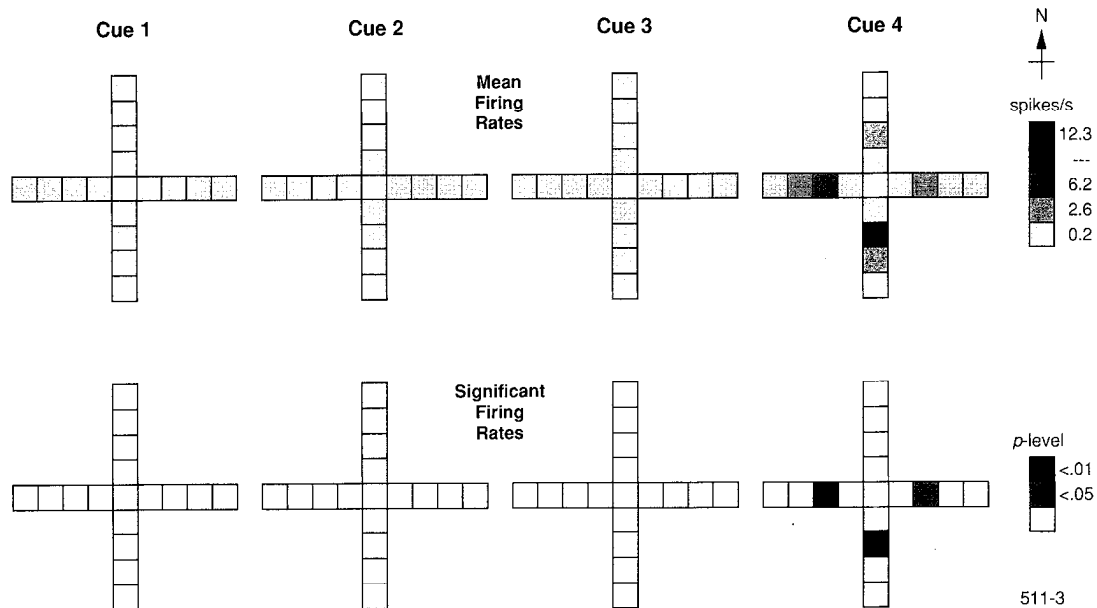 Cue 1
Cue 2
Cue 3
Cue 4
N
Mean
Firing
Rates
spikes/s
12.3
---
6.2
2.6
0.2
Significant
Firing
Rates
p-level
<.01
<.05
511-3